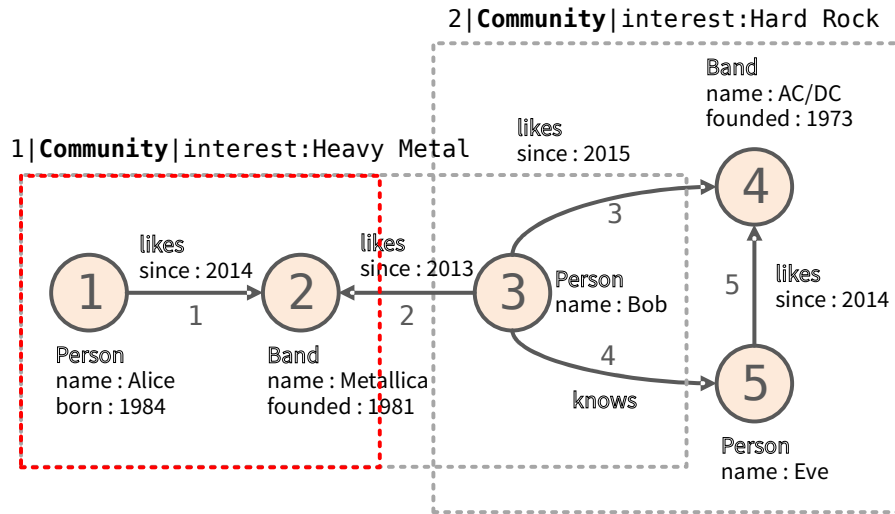 2|Community|interest:Hard Rock
Band
name : AC/DC
founded : 1973
likes
since : 2015
1|Community|interest:Heavy Metal
4
3
likes
since : 2014
likes
since : 2013
1
2
3
Person
name : Bob
5
likes
since : 2014
1
2
Person
name : Alice
born : 1984
Band
name : Metallica
founded : 1981
4
knows
5
Person
name : Eve